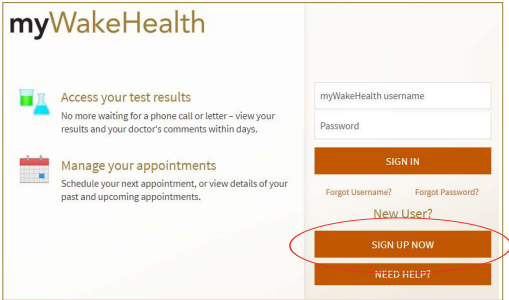 myWakeHealth
Access your test results
No more waiting for a phone call or letter – view your
results and your doctor's comments within days.
Manage your appointments
Schedule your next appointment, or view details of your
past and upcoming appointments.
myWakeHealth username
Password
SIGN IN
Forgot Username? Forgot Password?
New User?
SIGN UP NOW
NEED HELP?